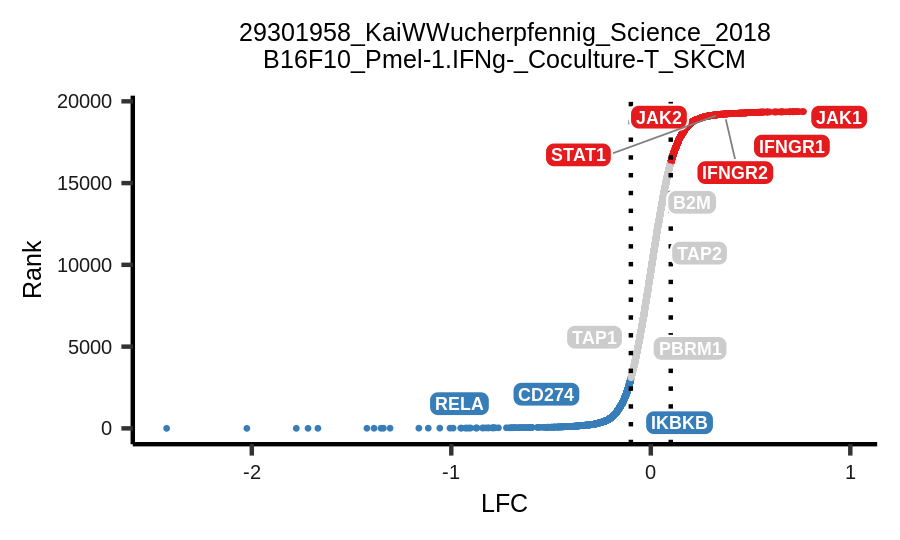 29301958_KaiWWucherpfennig_Science_2018
B16F10_Pmel-1.IFNg-_Coculture-T_SKCM
20000
15000
10000
5000
0
Rank
JAK2
JAK1
STAT1
IFNGR1
IFNGR2
B2M
TAP2
TAP1
PBRM1
CD274
RELA
IKBKB
-2
-1
0
1
LFC